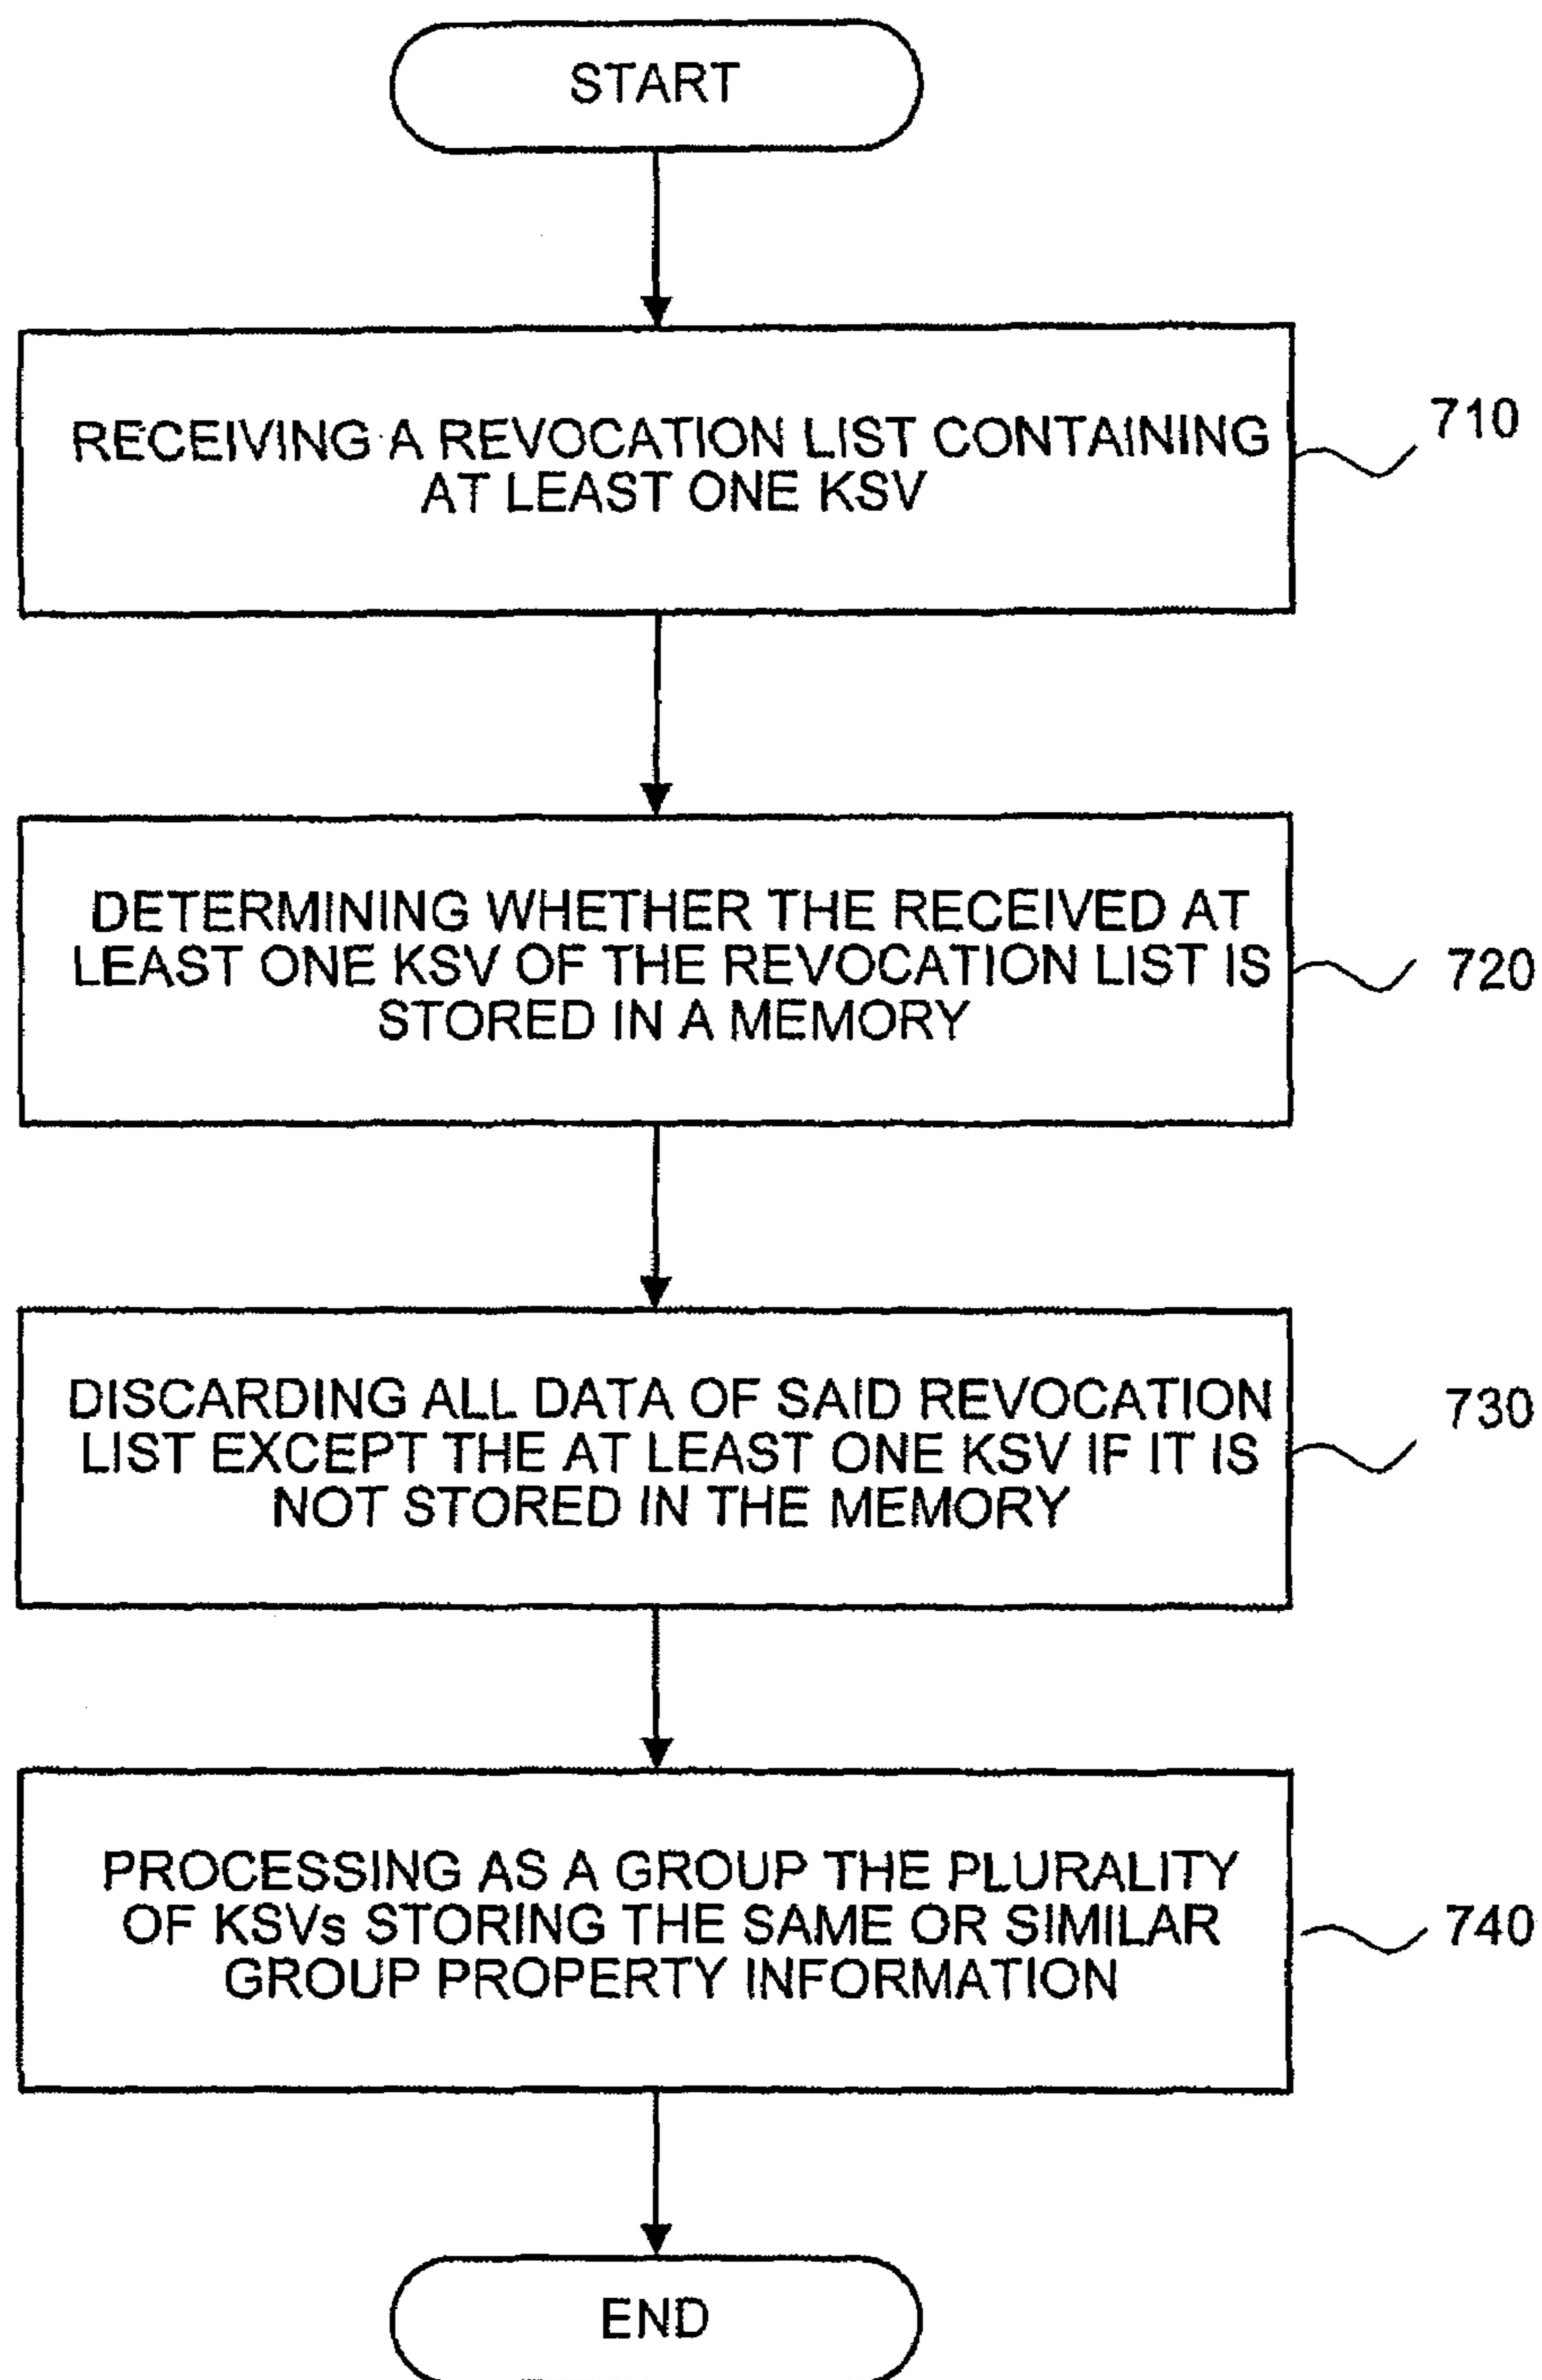 START
RECEIVING A REVOCATION LIST CONTAINING
AT LEAST ONE KSV
710
DETERMINING WHETHER THE RECEIVED AT
LEAST ONE KSV OF THE REVOCATION LIST IS
STORED IN A MEMORY
720
DISCARDING ALL DATA OF SAID REVOCATION
LIST EXCEPT THE AT LEAST ONE KSV IF IT IS
NOT STORED IN THE MEMORY
730
PROCESSING AS A GROUP THE PLURALITY
OF KSVs STORING THE SAME OR SIMILAR
GROUP PROPERTY INFORMATION
740
END